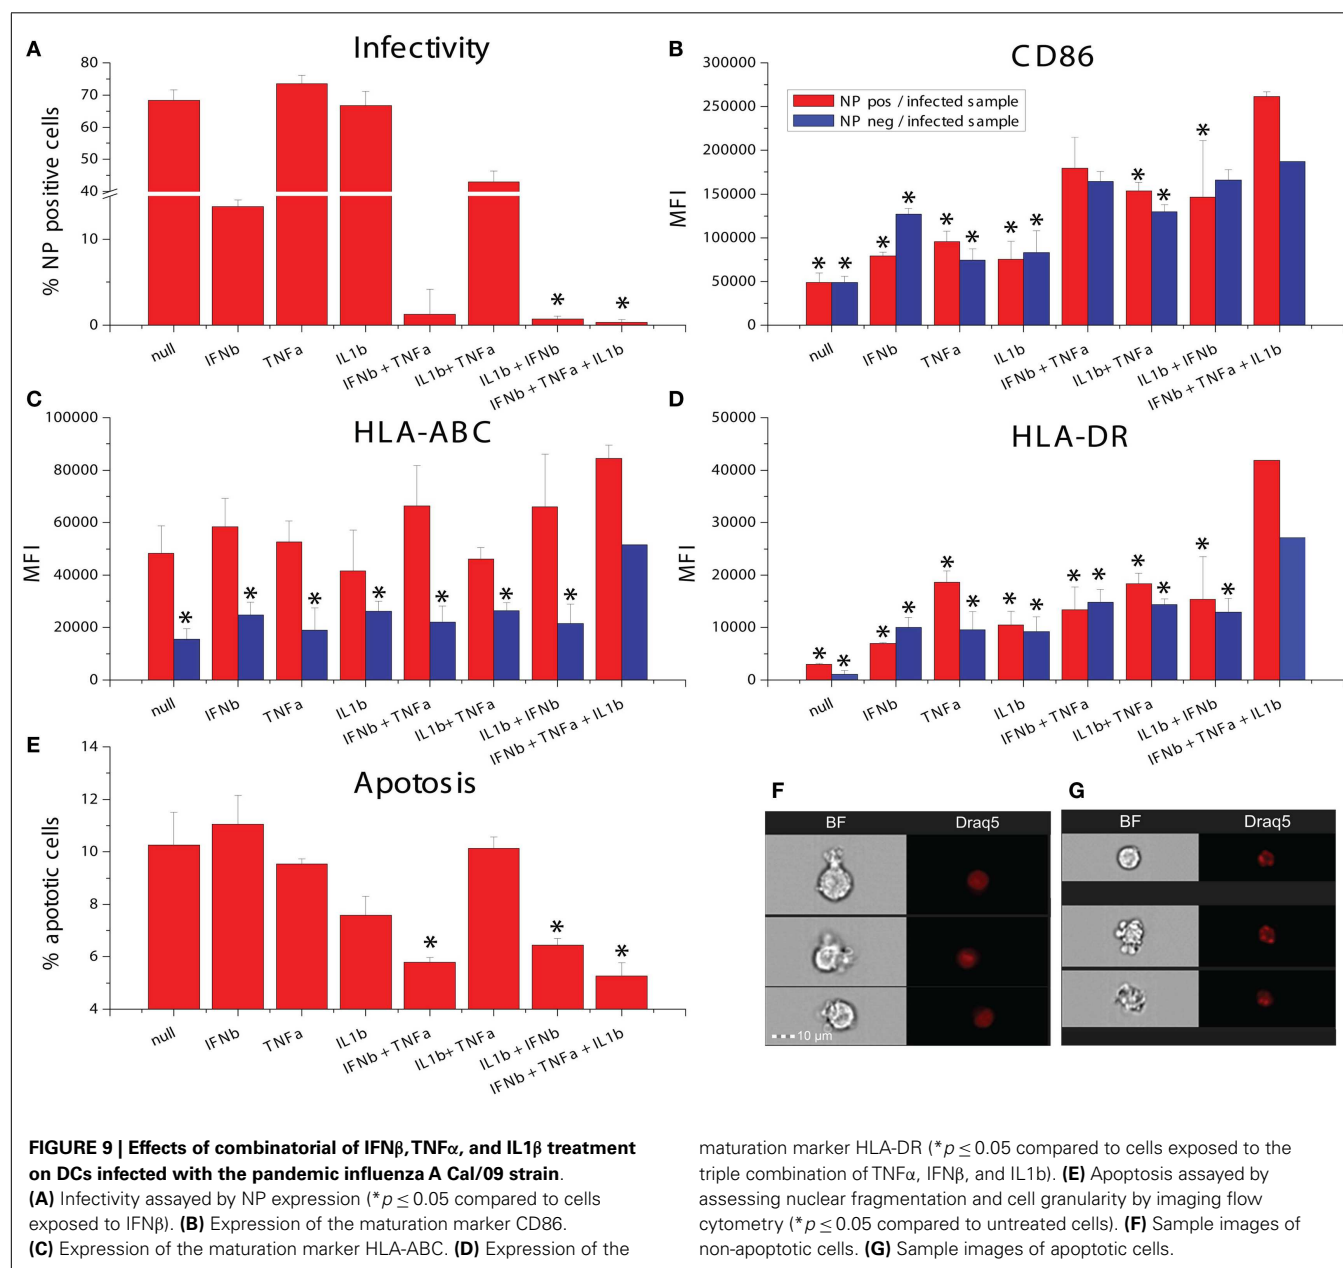 A
Infectivity
% NP positive cells
80
70
60
50
40
10
0
null
IFNb
TNFa
IL1b
IFNb + TNFa
IL1b+ TNFa
IL1b + IFNb
IFNb + TNFa + IL1b
*
*
B
CD86
MFI
300000
250000
200000
150000
100000
50000
0
NP pos / infected sample
NP neg / infected sample
* * * * * * * * * * *
null
IFNb
TNFa
IL1b
IFNb + TNFa
IL1b+ TNFa
IL1b + IFNb
IFNb + TNFa + IL1b
C
HLA-ABC
MFI
100000
80000
60000
40000
20000
0
* * * * * * *
null
IFNb
TNFa
IL1b
IFNb + TNFa
IL1b+ TNFa
IL1b + IFNb
IFNb + TNFa + IL1b
D
HLA-DR
MFI
50000
40000
30000
20000
10000
0
* * * * * * * * * * * * * *
null
IFNb
TNFa
IL1b
IFNb + TNFa
IL1b+ TNFa
IL1b + IFNb
IFNb + TNFa + IL1b
E
Apotosis
% apototic cells
14
12
10
8
6
4
* * *
null
IFNb
TNFa
IL1b
IFNb + TNFa
IL1b+ TNFa
IL1b + IFNb
IFNb + TNFa + IL1b
F
BF Draq5
10 µm
G
BF Draq5
FIGURE 9 | Effects of combinatorial of IFNβ, TNFα, and IL1β treatment
on DCs infected with the pandemic influenza A Cal/09 strain.
(A) Infectivity assayed by NP expression (*p ≤ 0.05 compared to cells
exposed to IFNβ). (B) Expression of the maturation marker CD86.
(C) Expression of the maturation marker HLA-ABC. (D) Expression of the
maturation marker HLA-DR (*p ≤ 0.05 compared to cells exposed to the
triple combination of TNFα, IFNβ, and IL1b). (E) Apoptosis assayed by
assessing nuclear fragmentation and cell granularity by imaging flow
cytometry (*p ≤ 0.05 compared to untreated cells). (F) Sample images of
non-apoptotic cells. (G) Sample images of apoptotic cells.